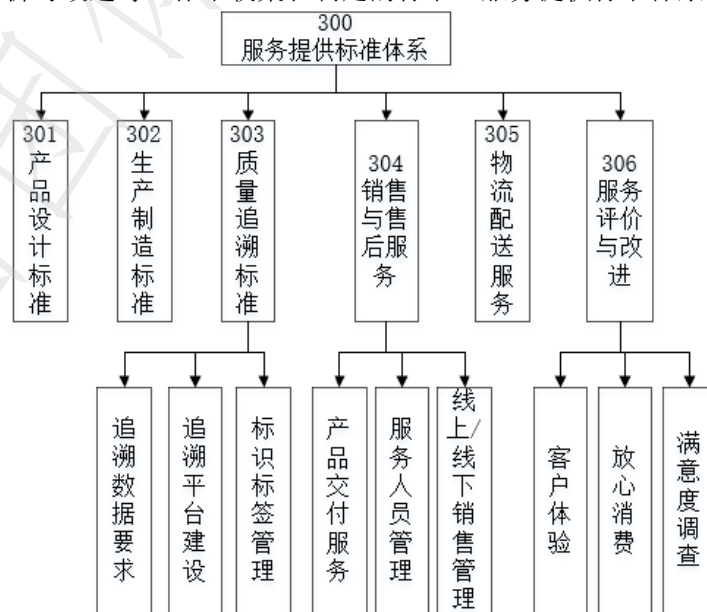 300
服务提供标准体系
301
产品设计标准
302
生产制造标准
303
质量追溯标准
304
销售与售后服务
305
物流配送服务
306
服务评价与改进
追溯数据要求
追溯平台建设
标识标签管理
产品交付服务
服务人员管理
线上/线下销售管理
客户体验
放心消费
满意度调查